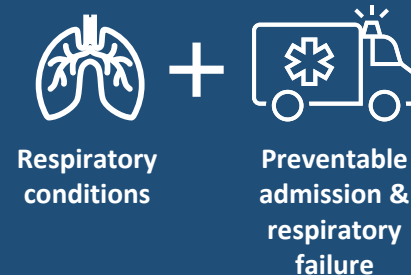 Respiratory
conditions
Preventable
admission &
respiratory
failure